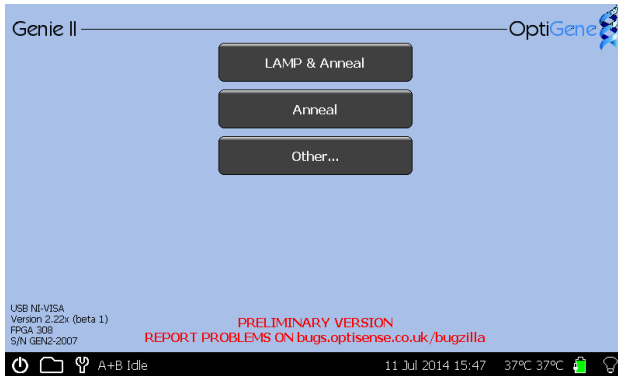 Genie II
OptiGene
LAMP & Anneal
Anneal
Other...
USB NI-VISA
Version 2.22x (beta 1)
FPGA 308
S/N GEN2-2007
PRELIMINARY VERSION
REPORT PROBLEMS ON bugs.optisense.co.uk/bugzilla
A+B Idle
11 Jul 2014 15:47
37ºC 37ºC